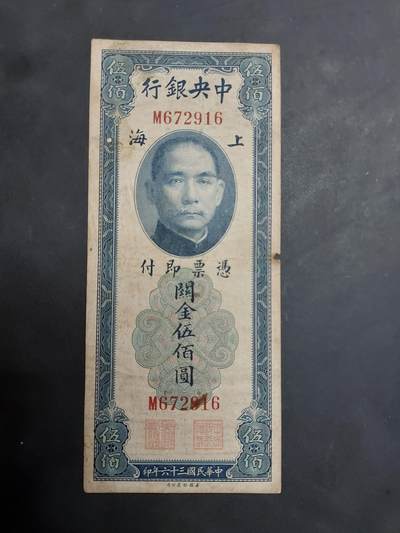 伍佰 伍佰
中央銀行
M672916
上海
憑票即付
關金伍佰圓
M672916
伍佰 伍佰
中華民國三十六年印